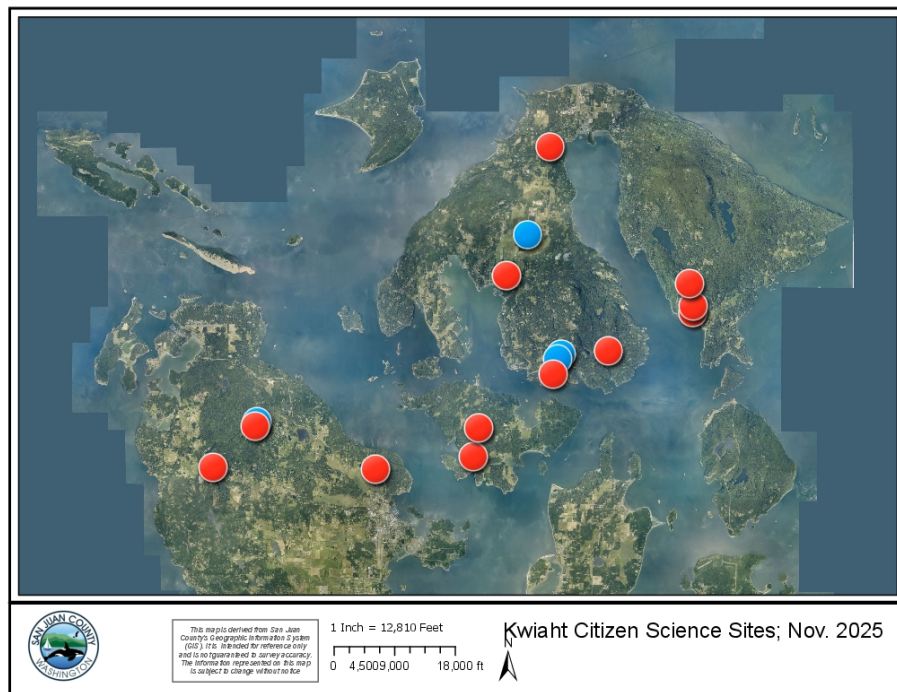 SAN JUAN COUNTY
WASHINGTON
This map is derived from San Juan
County's Geographic Information System
(GIS). It is intended for reference only
and is not guaranteed to survey accuracy.
The information represented on this map
is subject to change without notice
1 Inch = 12,810 Feet
0 4,500 9,000 18,000 ft
Kwiaht Citizen Science Sites; Nov. 2025
N